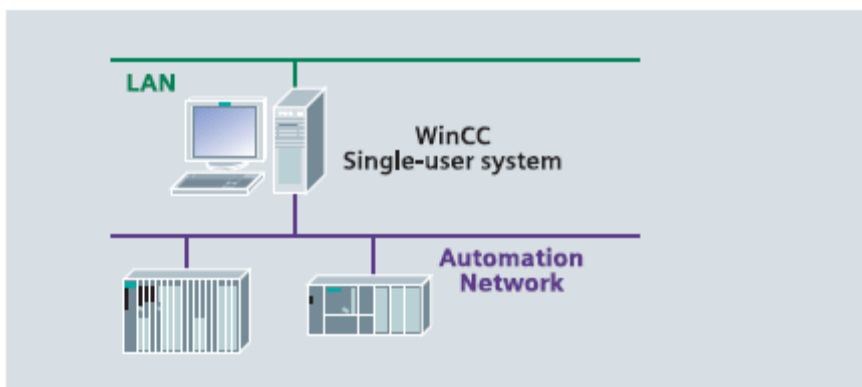 LAN
WinCC
Single-user system
Automation
Network